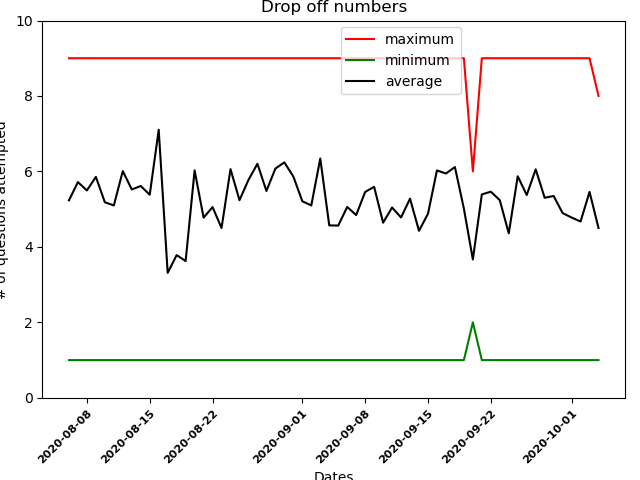 Drop off numbers
maximum
minimum
average
# of questions attempted
10
8
6
4
2
0
2020-08-08
2020-08-15
2020-08-22
2020-09-01
2020-09-08
2020-09-15
2020-09-22
2020-10-01
Dates